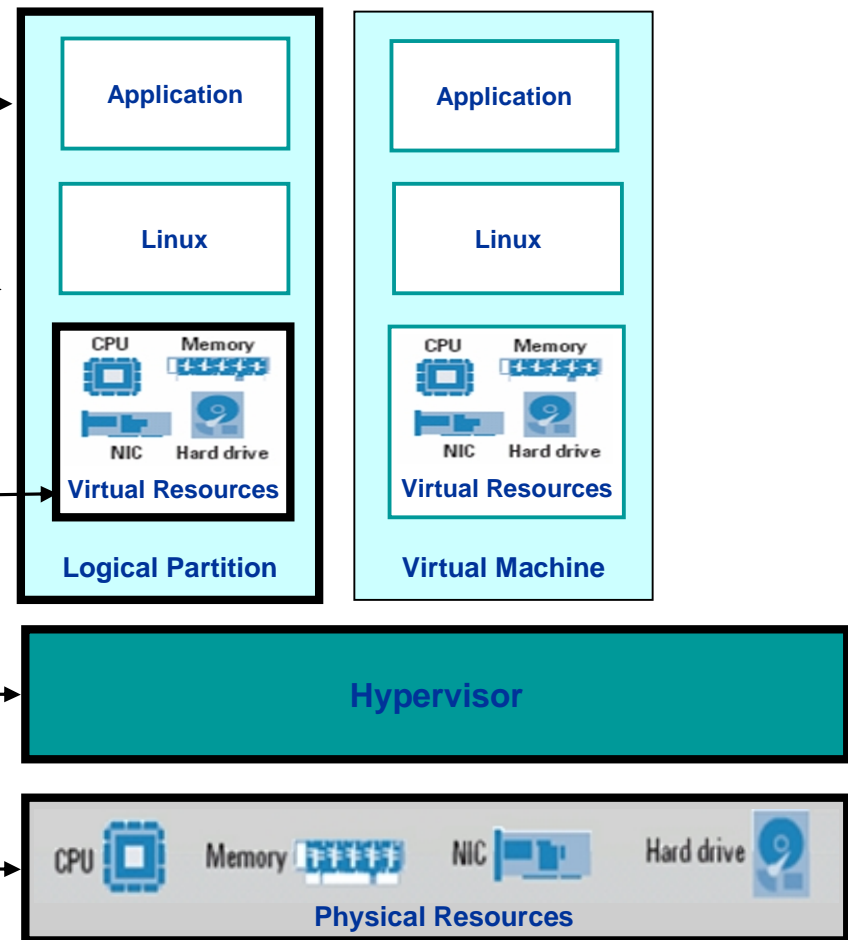 Application
Linux
CPU Memory
NIC Hard drive
Virtual Resources
Logical Partition
Application
Linux
CPU Memory
NIC Hard drive
Virtual Resources
Virtual Machine
Hypervisor
CPU Memory NIC Hard drive
Physical Resources